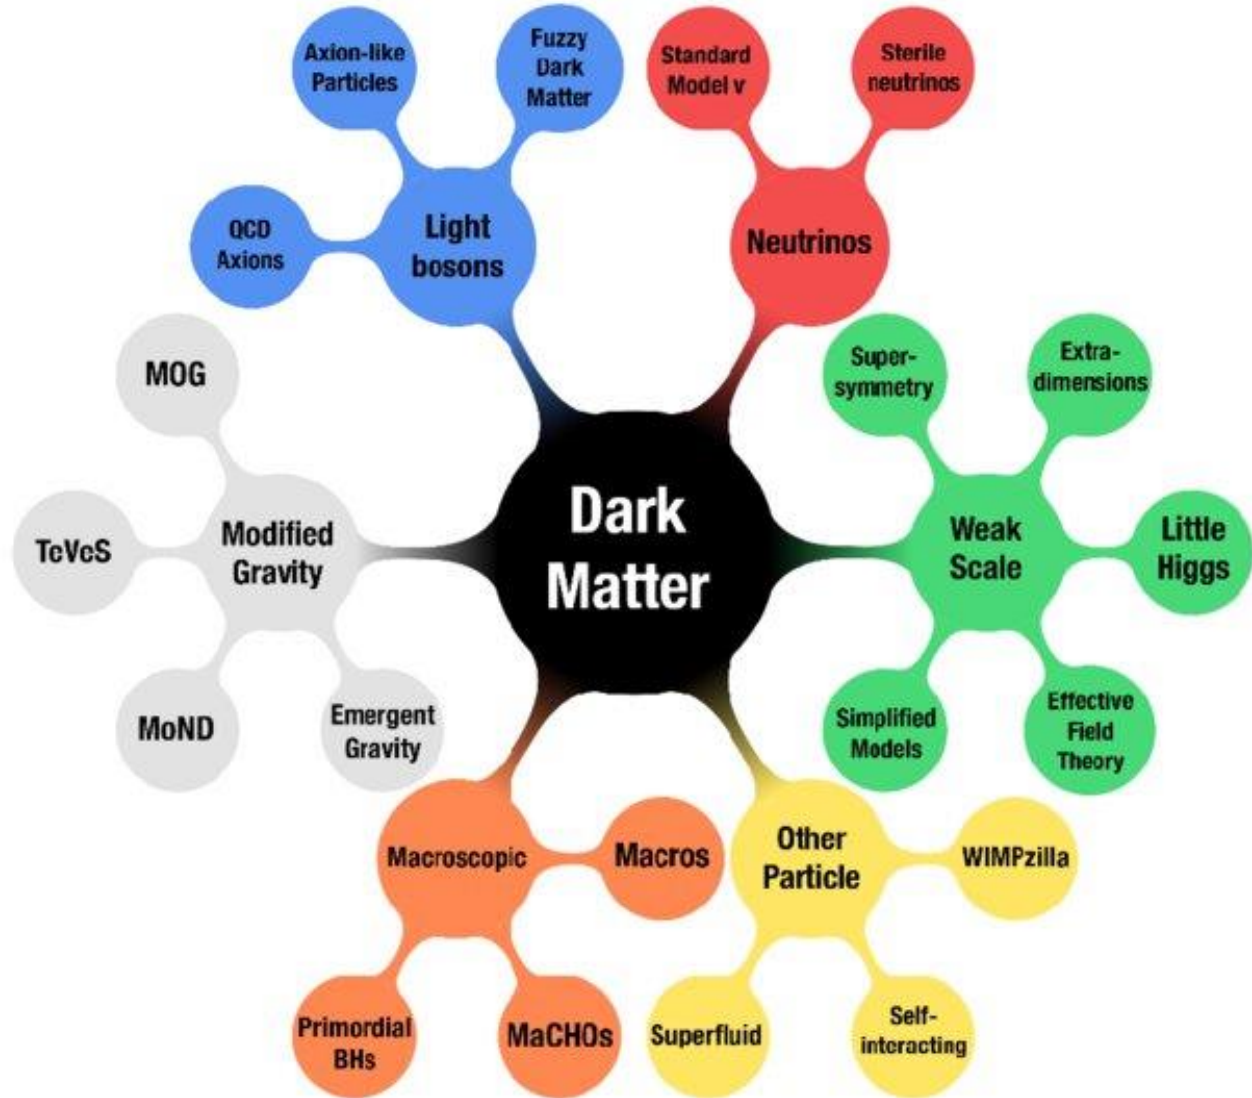 Axion-like
Particles
Fuzzy
Dark
Matter
Standard
Model ν
Sterile
neutrinos
QCD
Axions
Light
bosons
Neutrinos
MOG
Super-
symmetry
Extra-
dimensions
TeVeS
Modified
Gravity
Dark
Matter
Weak
Scale
Little
Higgs
MoND
Emergent
Gravity
Simplified
Models
Effective
Field
Theory
Macroscopic
Macros
Other
Particle
WIMPzilla
Primordial
BHs
MaCHOs
Superfluid
Self-
interacting